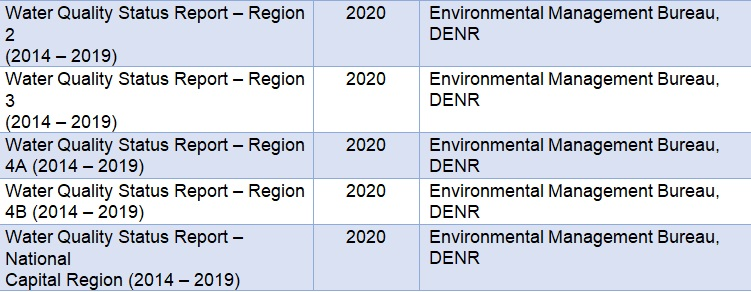 Water Quality Status Report – Region 2020 Environmental Management Bureau,
2 DENR
(2014 – 2019)
Water Quality Status Report – Region 2020 Environmental Management Bureau,
3 DENR
(2014 – 2019)
Water Quality Status Report – Region 2020 Environmental Management Bureau,
4A (2014 – 2019) DENR
Water Quality Status Report – Region 2020 Environmental Management Bureau,
4B (2014 – 2019) DENR
Water Quality Status Report – 2020 Environmental Management Bureau,
National DENR
Capital Region (2014 – 2019)